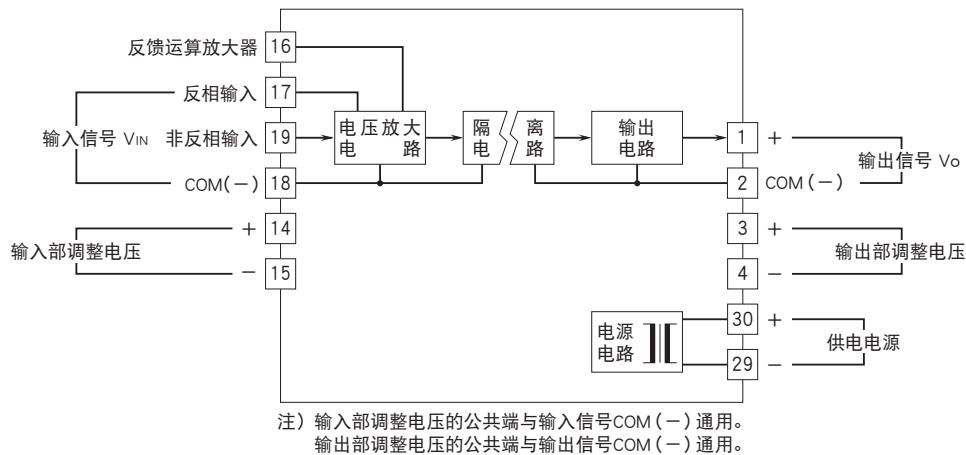 反馈运算放大器 16
反相输入 17
输入信号 VIN
非反相输入 19
COM(－) 18
电压放大
电 路
隔 离
电 路
输出
电路
1 +
2 COM(－)
输出信号 Vo
输入部调整电压
+ 14
− 15
3 +
4 −
输出部调整电压
电源
电路
30 +
29 −
供电电源
注）输入部调整电压的公共端与输入信号COM(－)通用。
输出部调整电压的公共端与输出信号COM(－)通用。